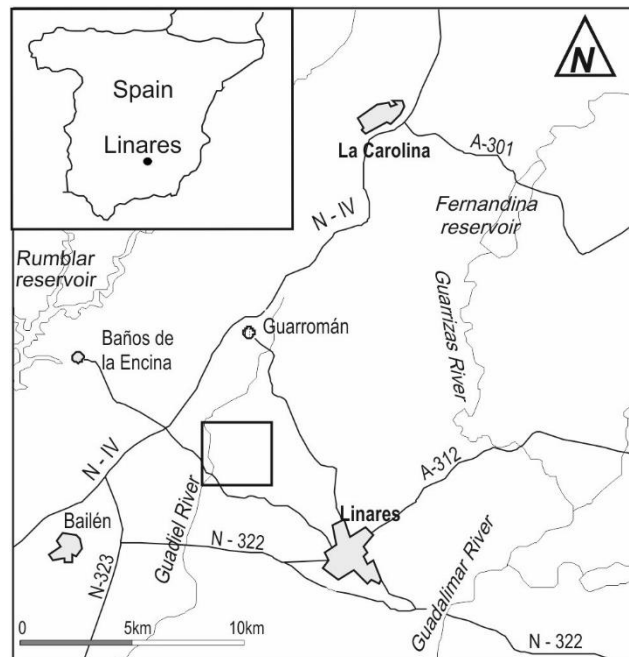 Spain
Linares
N
La Carolina
A-301
Fernandina
reservoir
N - IV
Rumblar
reservoir
Guarromán
Baños de
la Encina
Guarrizas River
N - IV
A-312
Guadiel River
Linares
Bailén
N - 322
N-323
Guadalimar River
0
5km
10km
N - 322